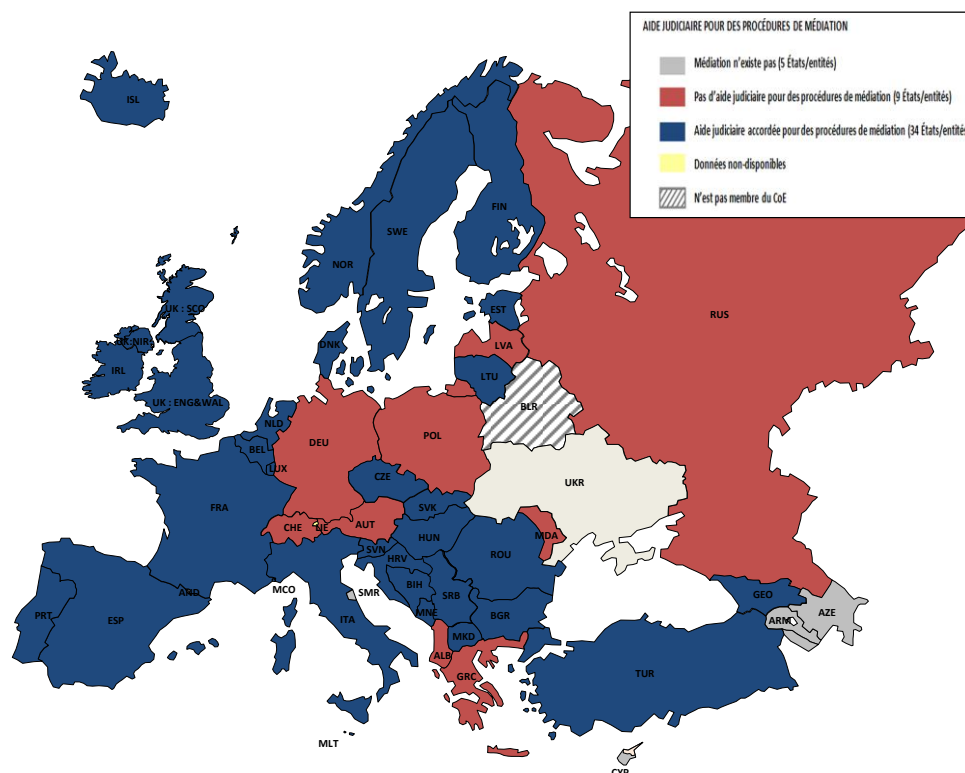 AIDE JUDICIAIRE POUR DES PROCÉDURES DE MÉDIATION
Médiation n'existe pas (5 États/entités)
Pas d'aide judiciaire pour des procédures de médiation (9 États/entités)
Aide judiciaire accordée pour des procédures de médiation (34 États/entités
Données non-disponibles
N'est pas membre du CoE
ISL
FIN
SWE
NOR
UK : SCO
EST
RUS
UK:NIR
DNK
LVA
IRL
LTU
UK : ENG&WAL
BLR
NLD
DEU
POL
BEL
LUX
CZE
UKR
FRA
SVK
CHE
LIE
AUT
MDA
HUN
SVN
ROU
HRV
MCO
SMR
BIH
AND
SRB
GEO
PRT
ESP
ITA
MNE
BGR
ARM
AZE
MKD
ALB
GRC
TUR
MLT
CYP